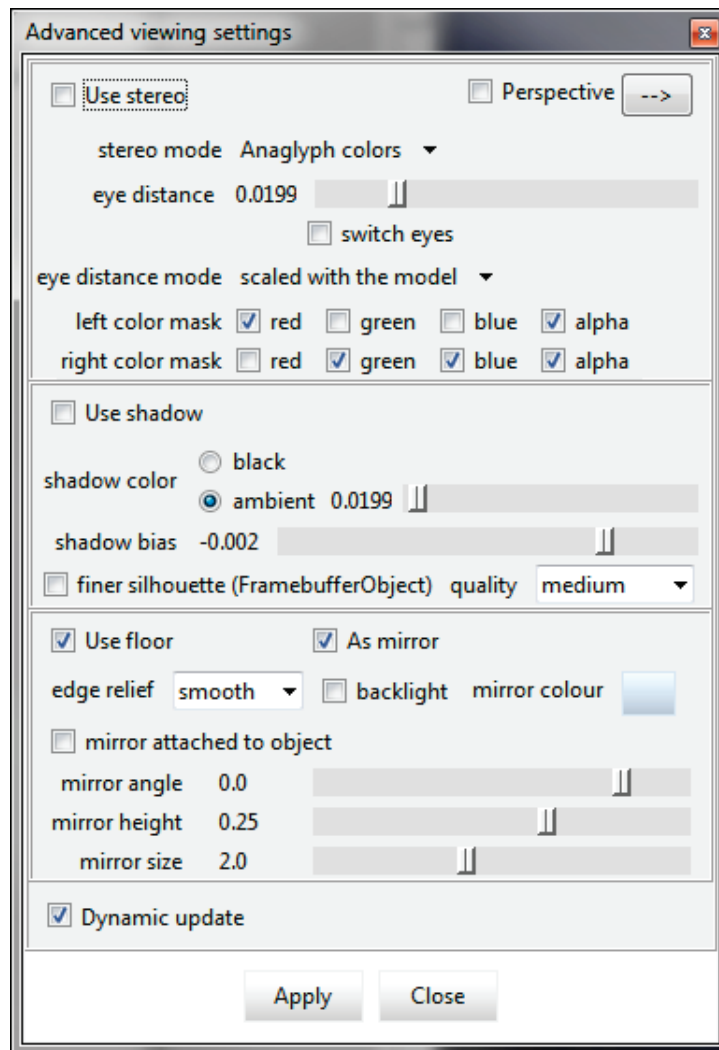 Advanced viewing settings
Use stereo Perspective -->
stereo mode Anaglyph colors
eye distance 0.0199
switch eyes
eye distance mode scaled with the model
left color mask red green blue alpha
right color mask red green blue alpha
Use shadow
shadow color black
ambient 0.0199
shadow bias -0.002
finer silhouette (FramebufferObject) quality medium
Use floor As mirror
edge relief smooth backlight mirror colour
mirror attached to object
mirror angle 0.0
mirror height 0.25
mirror size 2.0
Dynamic update
Apply Close